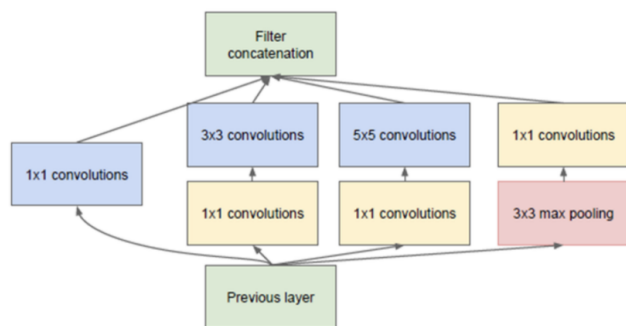 Filter
concatenation
3x3 convolutions
5x5 convolutions
1x1 convolutions
1x1 convolutions
1x1 convolutions
1x1 convolutions
3x3 max pooling
Previous layer